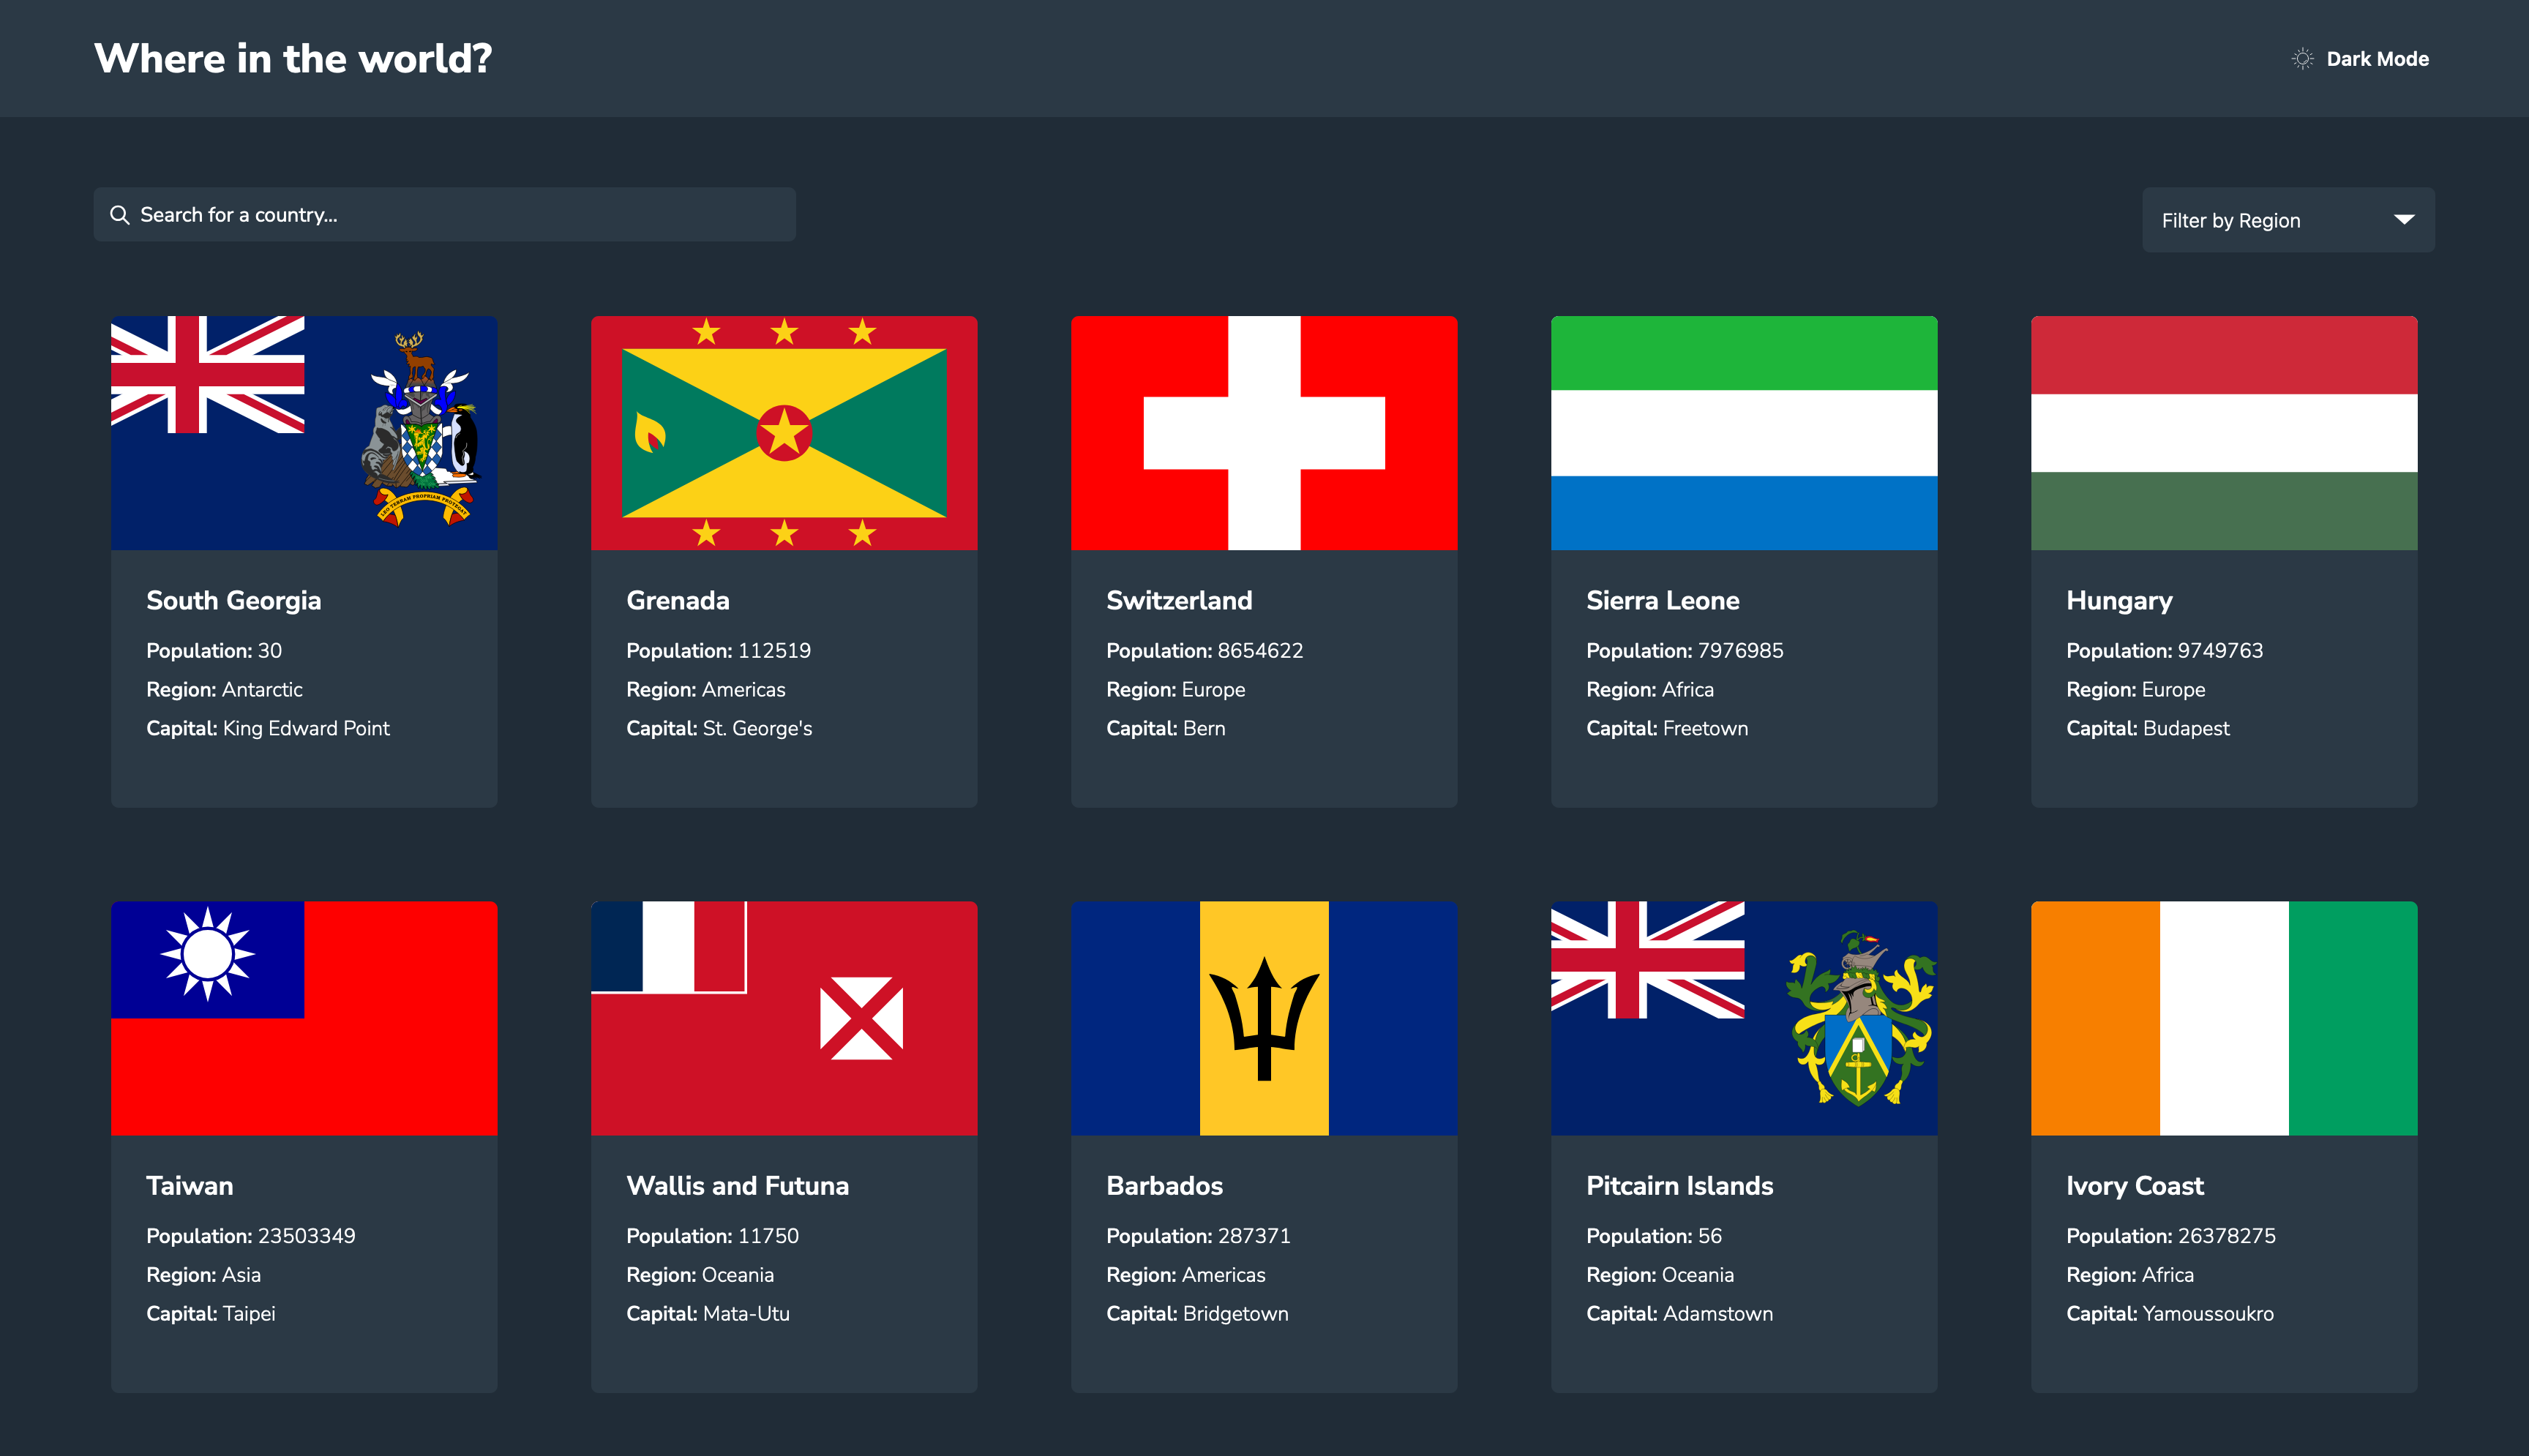 Where in the world?
Dark Mode
Search for a country...
Filter by Region
South Georgia
Population: 30
Region: Antarctic
Capital: King Edward Point
Grenada
Population: 112519
Region: Americas
Capital: St. George's
Switzerland
Population: 8654622
Region: Europe
Capital: Bern
Sierra Leone
Population: 7976985
Region: Africa
Capital: Freetown
Hungary
Population: 9749763
Region: Europe
Capital: Budapest
Taiwan
Population: 23503349
Region: Asia
Capital: Taipei
Wallis and Futuna
Population: 11750
Region: Oceania
Capital: Mata-Utu
Barbados
Population: 287371
Region: Americas
Capital: Bridgetown
Pitcairn Islands
Population: 56
Region: Oceania
Capital: Adamstown
Ivory Coast
Population: 26378275
Region: Africa
Capital: Yamoussoukro